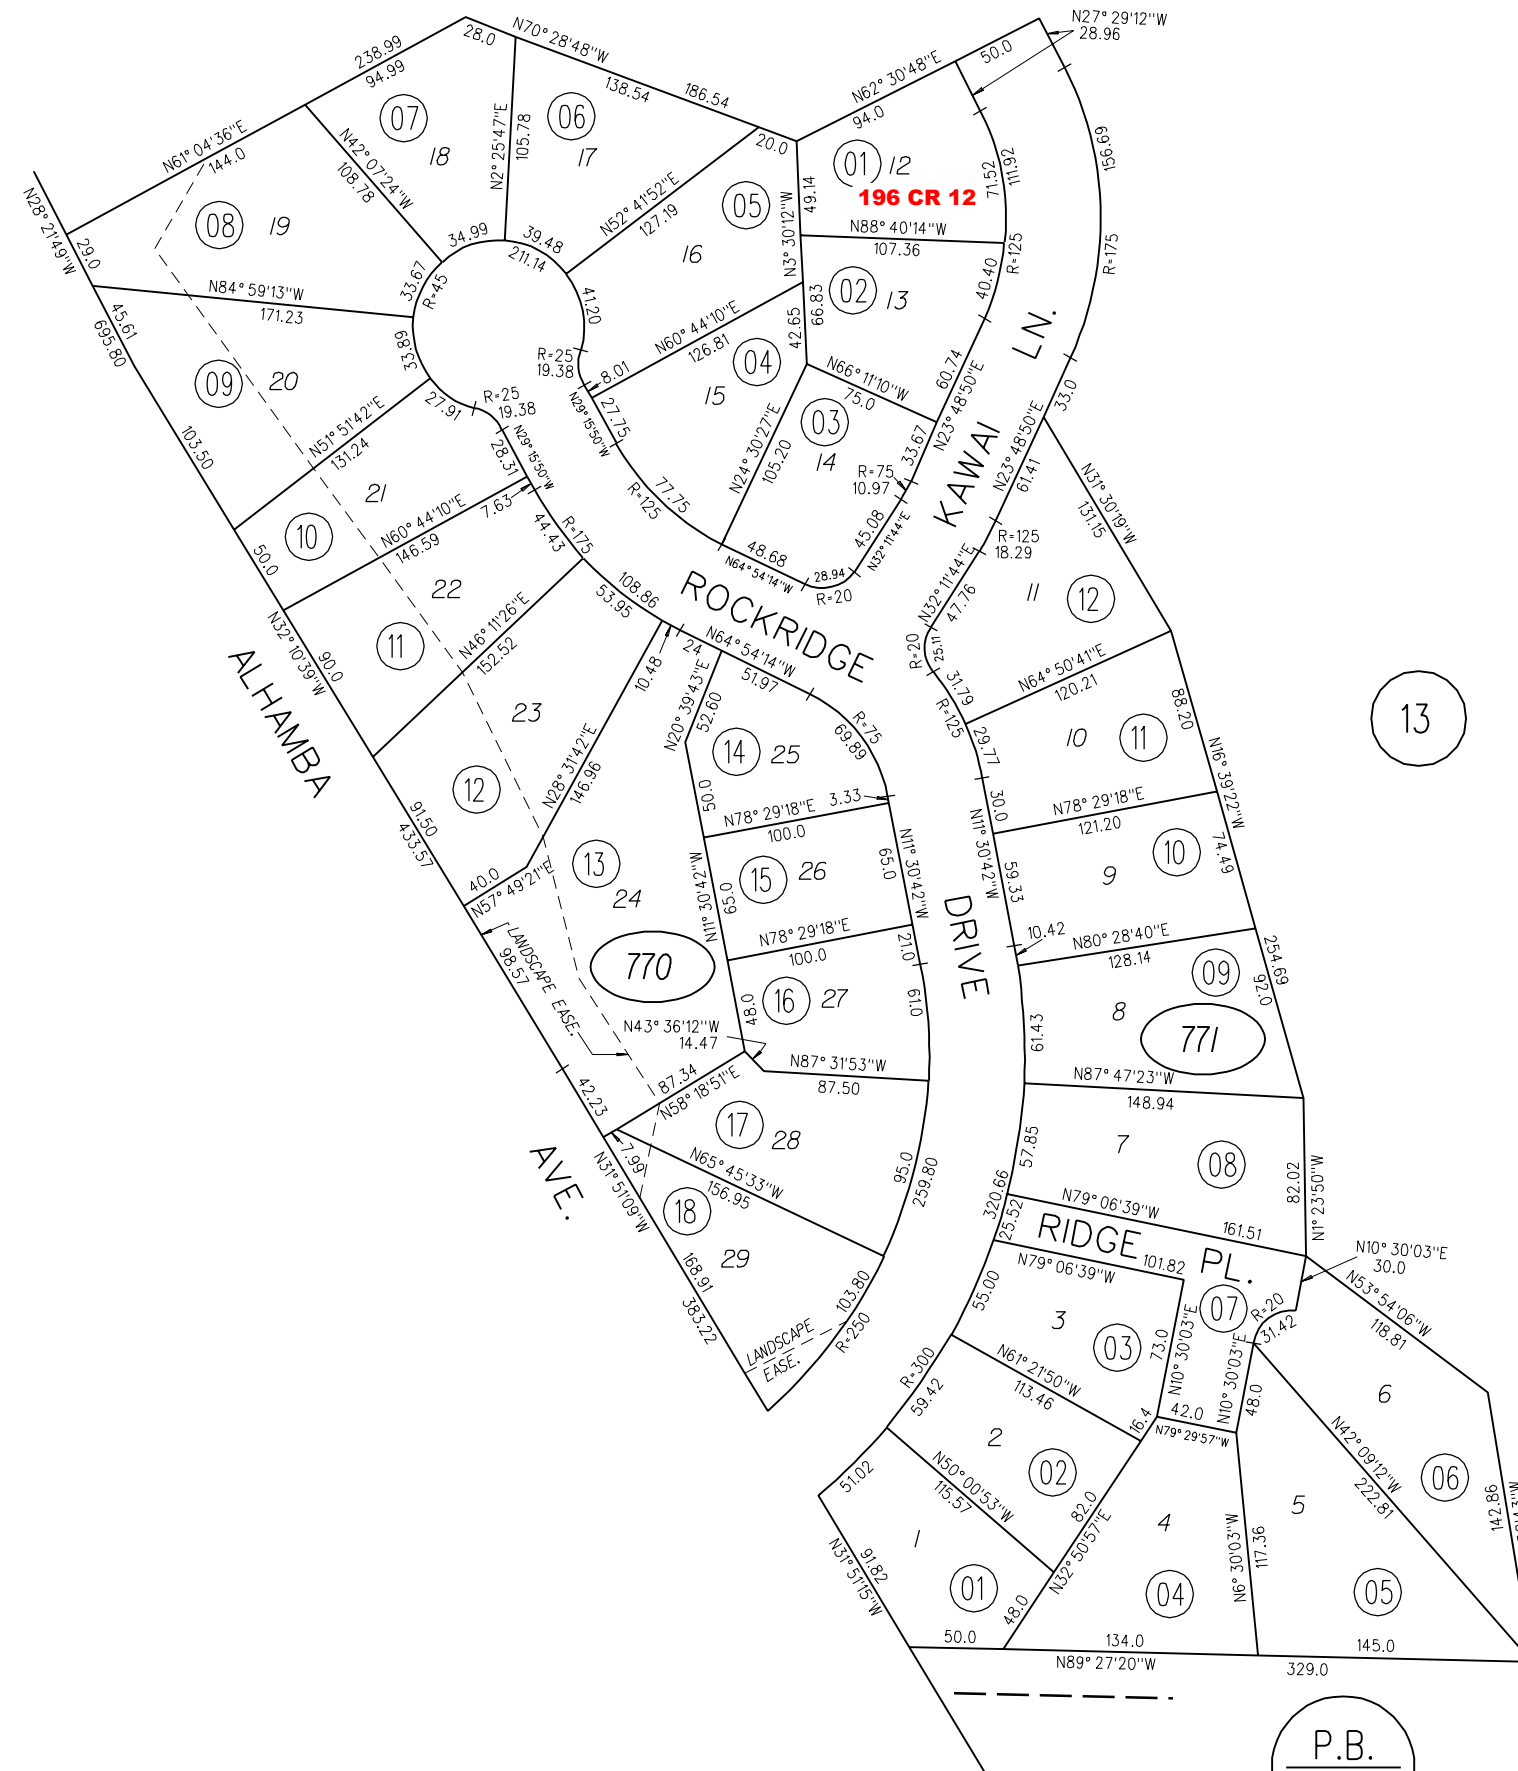 N27° 29'12"W
28.96
N70° 28'48"W
28.0
238.99
94.99
138.54
186.54
N62° 30'48"E
50.0
94.0
20.0
07
18
06
17
01
12
196 CR 12
71.52
111.92
156.69
N61° 04'36"E
144.0
N42° 07'24"W
108.78
N2° 25'47"E
105.78
N52° 41'52"E
127.19
05
16
49.14
N3° 30'12"W
N88° 40'14"W
107.36
R=125
R=175
N28° 21'49"W
29.0
08
19
34.99
39.48
211.14
33.67
R=45
41.20
N84° 59'13"W
171.23
45.61
695.80
33.89
02
13
66.83
42.65
40.40
KAWAI LN.
N60° 44'10"E
126.81
04
15
R=25
19.38
8.01
N29° 15'50"W
27.75
09
20
27.91
R=25
19.38
N29° 15'50"W
28.31
N66° 11'10"W
75.0
60.74
N23° 48'50"E
33.67
03
14
N24° 30'27"E
105.20
R=75
10.97
33.0
N23° 48'50"E
61.41
N31° 30'19"W
131.15
103.50
N51° 51'42"E
131.24
21
10
N60° 44'10"E
146.59
7.63
77.75
R=125
45.08
N32° 11'44"E
48.68
N64° 54'14"W
28.94
R=20
R=125
18.29
N32° 11'44"E
47.76
11
12
50.0
22
11
44.43
R=175
108.86
53.95
ROCKRIDGE
N46° 11'26"E
152.52
N32° 10'39"W
90.0
ALHAMBA
R=20
25.11
31.79
R=125
N64° 50'41"E
120.21
88.20
N16° 39'22"W
13
10.48
24
N64° 54'14"W
51.97
N20° 39'43"E
52.60
R=75
69.89
23
12
N28° 31'42"E
146.96
14
25
50.0
N78° 29'18"E
100.0
3.33
29.77
10
11
30.0
N11° 30'42"W
N78° 29'18"E
121.20
91.50
433.57
40.0
N57° 49'21"E
13
24
N11° 30'42"W
65.0
15
26
65.0
N11° 30'42"W
59.33
9
10
74.49
DRIVE
LANDSCAPE EASE.
98.57
770
N78° 29'18"E
100.0
21.0
10.42
N80° 28'40"E
128.14
254.69
92.0
09
8
771
48.0
16
27
61.0
61.43
N43° 36'12"W
14.47
N87° 31'53"W
87.50
N87° 47'23"W
148.94
42.23
87.34
N58° 18'51"E
17
28
7
08
57.85
82.02
N1° 23'50"W
AVE.
7.99
N31° 51'09"W
N65° 45'33"W
156.95
95.0
259.80
320.66
25.52
N79° 06'39"W
161.51
RIDGE PL.
18
29
168.91
383.22
103.80
R=250
LANDSCAPE
EASE.
N79° 06'39"W
101.82
N10° 30'03"E
30.0
N53° 54'06"W
118.81
07
R=20
31.42
55.00
3
03
73.0
N10° 30'03"E
N10° 30'03"E
48.0
R=300
59.42
N61° 21'50"W
113.46
16.4
42.0
N79° 29'57"W
6
N42° 09'12"W
222.81
06
142.86
2
02
N50° 00'53"W
115.57
51.02
82.0
N32° 50'57"E
4
5
N6° 30'03"W
117.36
1
01
04
05
N31° 51'15"W
91.82
48.0
50.0
134.0
145.0
N89° 27'20"W
329.0
P.B.